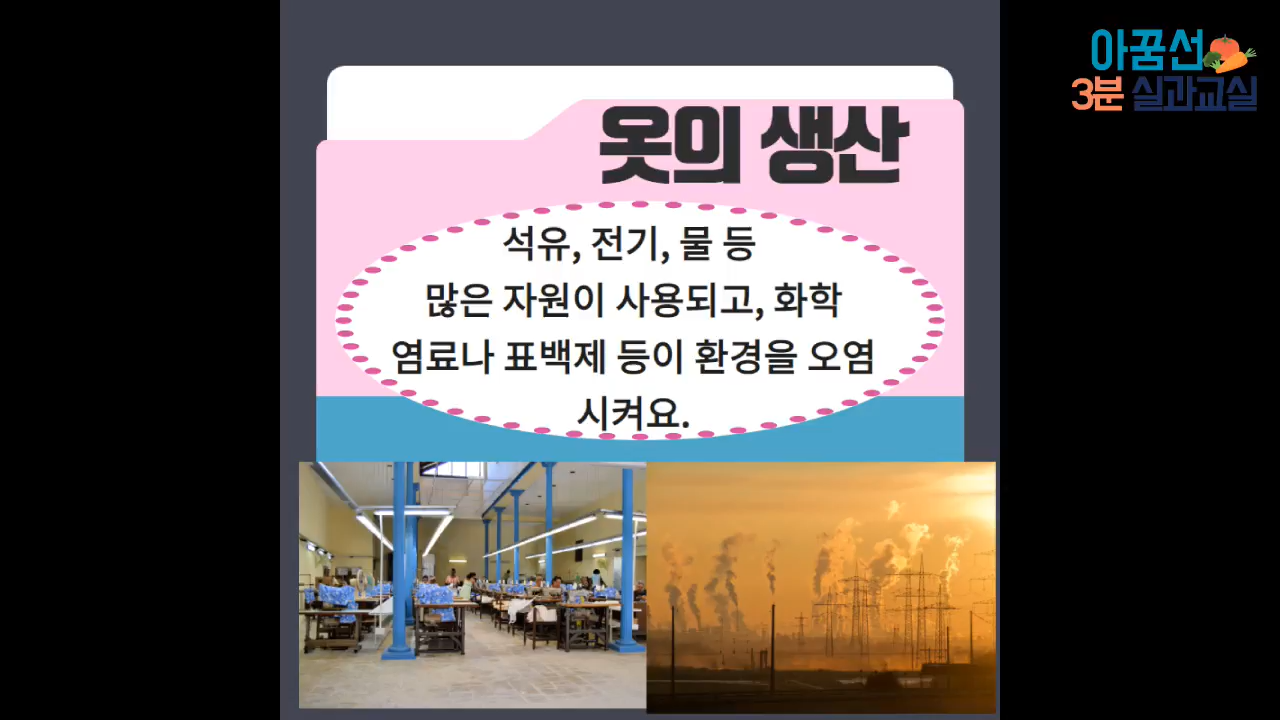 아꿈선
3분 실과교실
옷의 생산
석유, 전기, 물 등
많은 자원이 사용되고, 화학
염료나 표백제 등이 환경을 오염
시켜요.